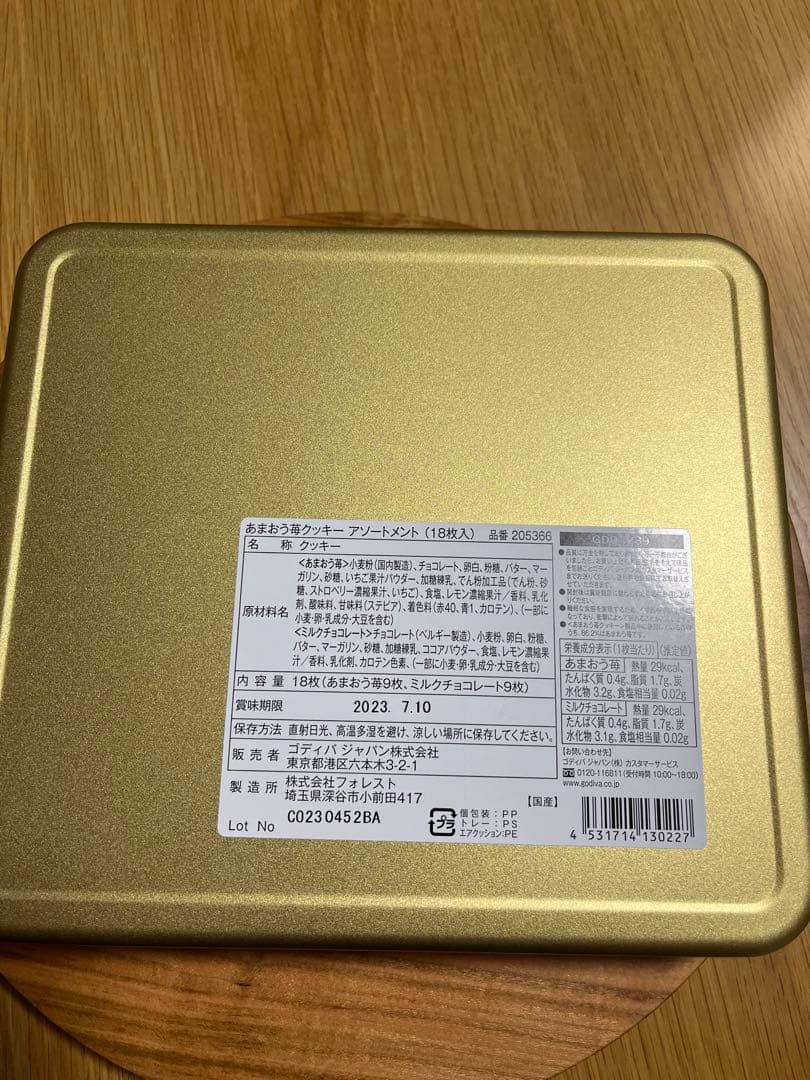 あまおう苺クッキー アソートメント (18枚入) 品番 205366
名 称 クッキー
原材料名
<あまおう苺>小麦粉(国内製造)、チョコレート、卵白、粉糖、バター、マー
ガリン、砂糖、いちご果汁パウダー、加糖練乳、でん粉加工品(でん粉、砂
糖、ストロベリー濃縮果汁、いちご)、食塩、レモン濃縮果汁/香料、乳化
剤、酸味料、甘味料(ステビア)、着色料(赤40、青1、カロテン)、(一部に
小麦・卵・乳成分・大豆を含む)
<ミルクチョコレート>チョコレート(ベルギー製造)、小麦粉、卵白、粉糖、
バター、マーガリン、砂糖、加糖練乳、ココアパウダー、食塩、レモン濃縮果
汁/香料、乳化剤、カロテン色素、(一部に小麦・卵・乳成分・大豆を含む)
内 容 量 18枚(あまおう苺9枚、ミルクチョコレート9枚)
賞味期限 2023. 7.10
保存方法 直射日光、高温多湿を避け、涼しい場所に保存してください。
販 売 者 ゴディバ ジャパン株式会社
東京都港区六本木3-2-1
製 造 所 株式会社フォレスト
埼玉県深谷市小前田417
Lot No C0230452BA
プラ
個包装:PP
トレー:PS
エアクッション:PE
【国産】
栄養成分表示(1枚当たり)(推定値)
あまおう苺 熱量 29kcal、
たんぱく質 0.4g、脂質 1.7g、炭
水化物 3.2g、食塩相当量 0.02g
ミルクチョコレート 熱量 29kcal、
たんぱく質 0.4g、脂質 1.7g、炭
水化物 3.1g、食塩相当量 0.02g
【お問い合わせ先】
ゴディバ ジャパン(株) カスタマーサービス
0120-116811(受付時間 10:00~18:00)
www.godiva.co.jp
4 531714 130227